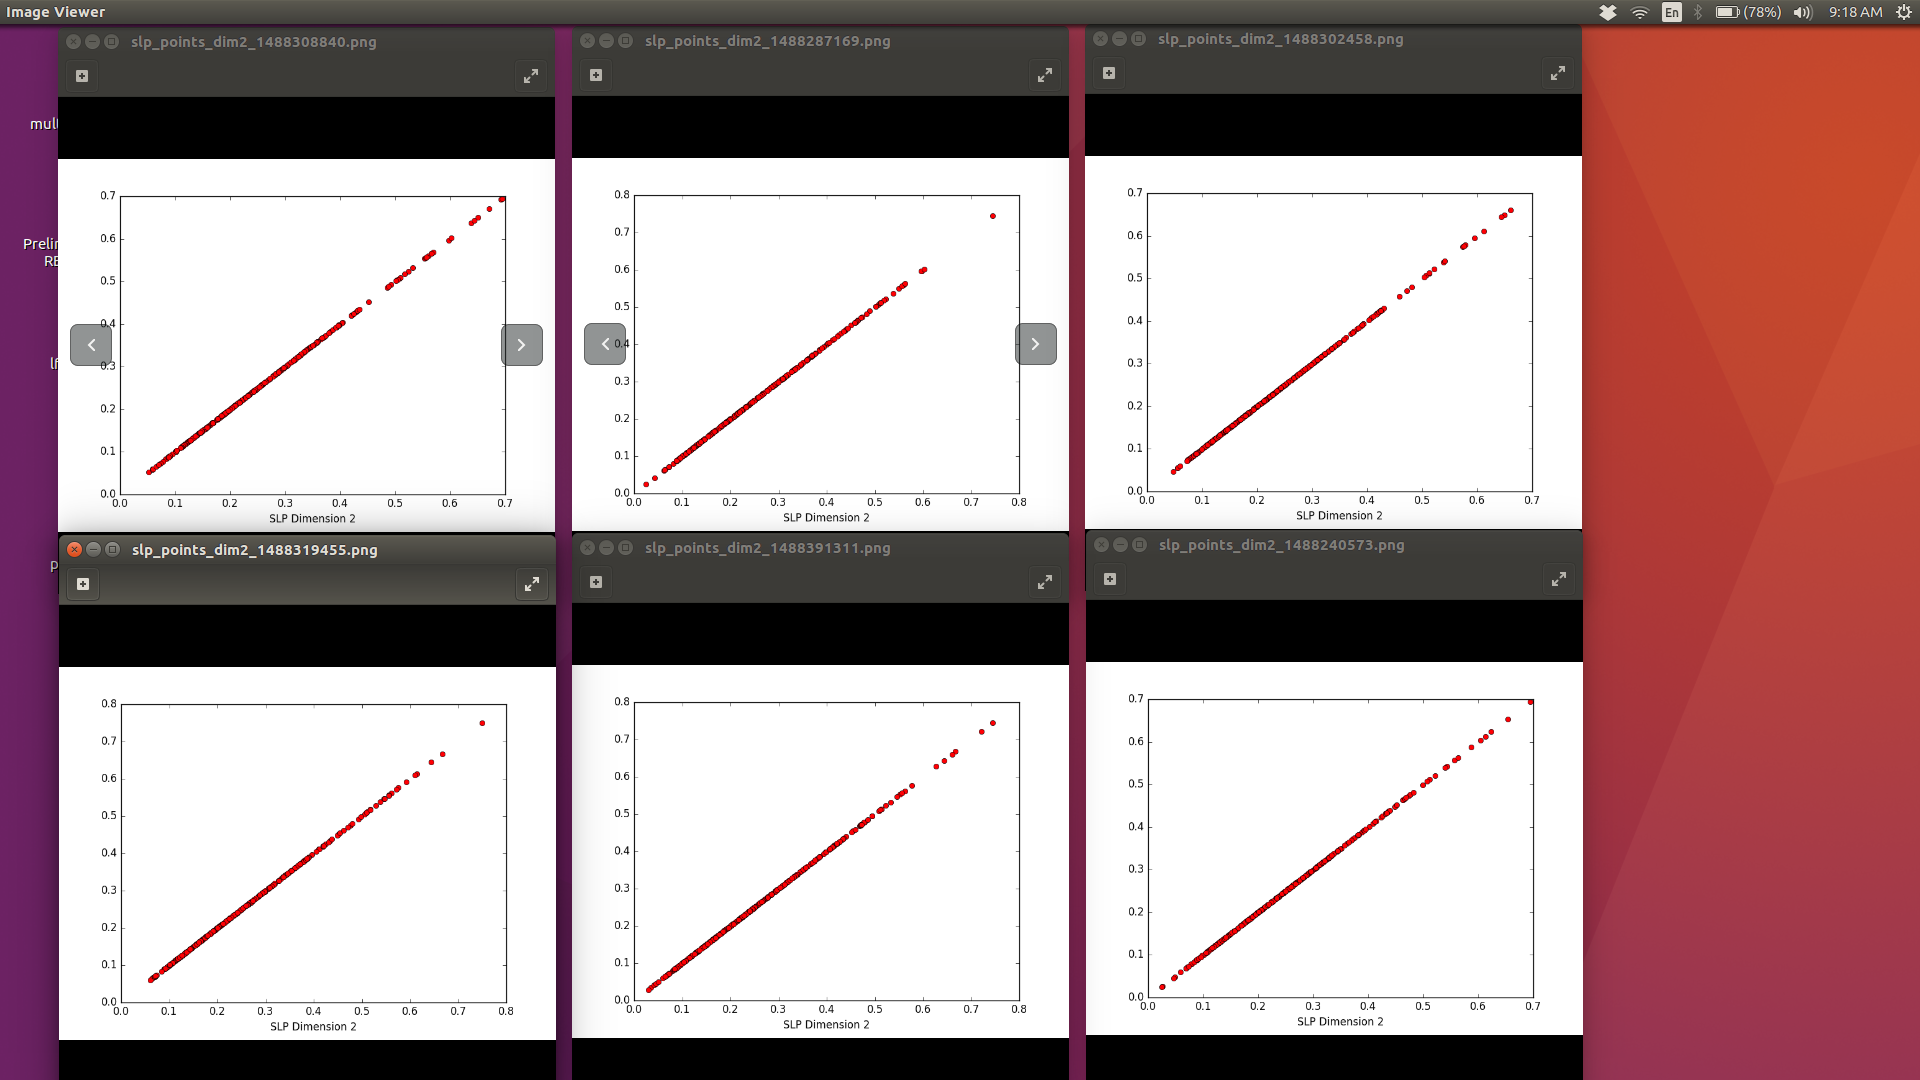 Image Viewer
En
(78%)
9:18 AM
slp_points_dim2_1488308840.png
0.7
0.6
0.5
0.4
0.3
0.2
0.1
0.0
0.0 0.1 0.2 0.3 0.4 0.5 0.6 0.7
SLP Dimension 2
slp_points_dim2_1488287169.png
0.8
0.7
0.6
0.5
0.4
0.3
0.2
0.1
0.0
0.0 0.1 0.2 0.3 0.4 0.5 0.6 0.7 0.8
SLP Dimension 2
slp_points_dim2_1488302458.png
0.7
0.6
0.5
0.4
0.3
0.2
0.1
0.0
0.0 0.1 0.2 0.3 0.4 0.5 0.6 0.7
SLP Dimension 2
slp_points_dim2_1488319455.png
0.8
0.7
0.6
0.5
0.4
0.3
0.2
0.1
0.0
0.0 0.1 0.2 0.3 0.4 0.5 0.6 0.7 0.8
SLP Dimension 2
slp_points_dim2_1488391311.png
0.8
0.7
0.6
0.5
0.4
0.3
0.2
0.1
0.0
0.0 0.1 0.2 0.3 0.4 0.5 0.6 0.7 0.8
SLP Dimension 2
slp_points_dim2_1488240573.png
0.7
0.6
0.5
0.4
0.3
0.2
0.1
0.0
0.0 0.1 0.2 0.3 0.4 0.5 0.6 0.7
SLP Dimension 2